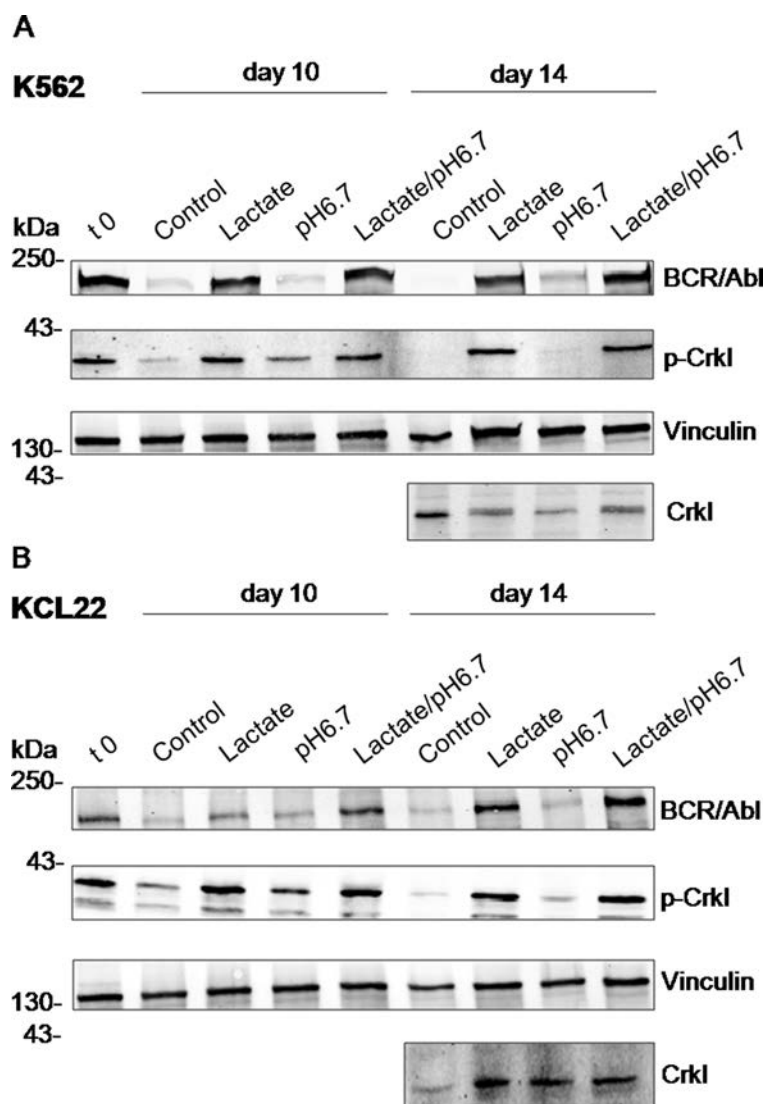 A
K562
day 10
day 14
kDa
t 0
Control
Lactate
pH6.7
Lactate/pH6.7
Control
Lactate
pH6.7
Lactate/pH6.7
250-
BCR/Abl
43-
p-Crkl
Vinculin
130-
43-
Crkl
B
KCL22
day 10
day 14
kDa
t 0
Control
Lactate
pH6.7
Lactate/pH6.7
Control
Lactate
pH6.7
Lactate/pH6.7
250-
BCR/Abl
43-
p-Crkl
Vinculin
130-
43-
Crkl